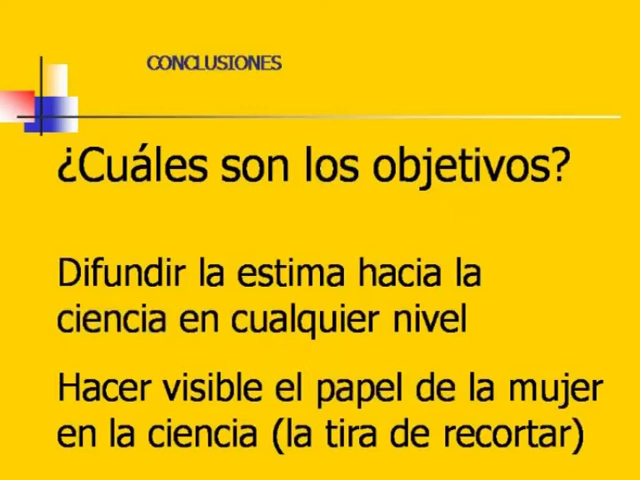 CONCLUSIONES
¿Cuáles son los objetivos?
Difundir la estima hacia la
ciencia en cualquier nivel
Hacer visible el papel de la mujer
en la ciencia (la tira de recortar)